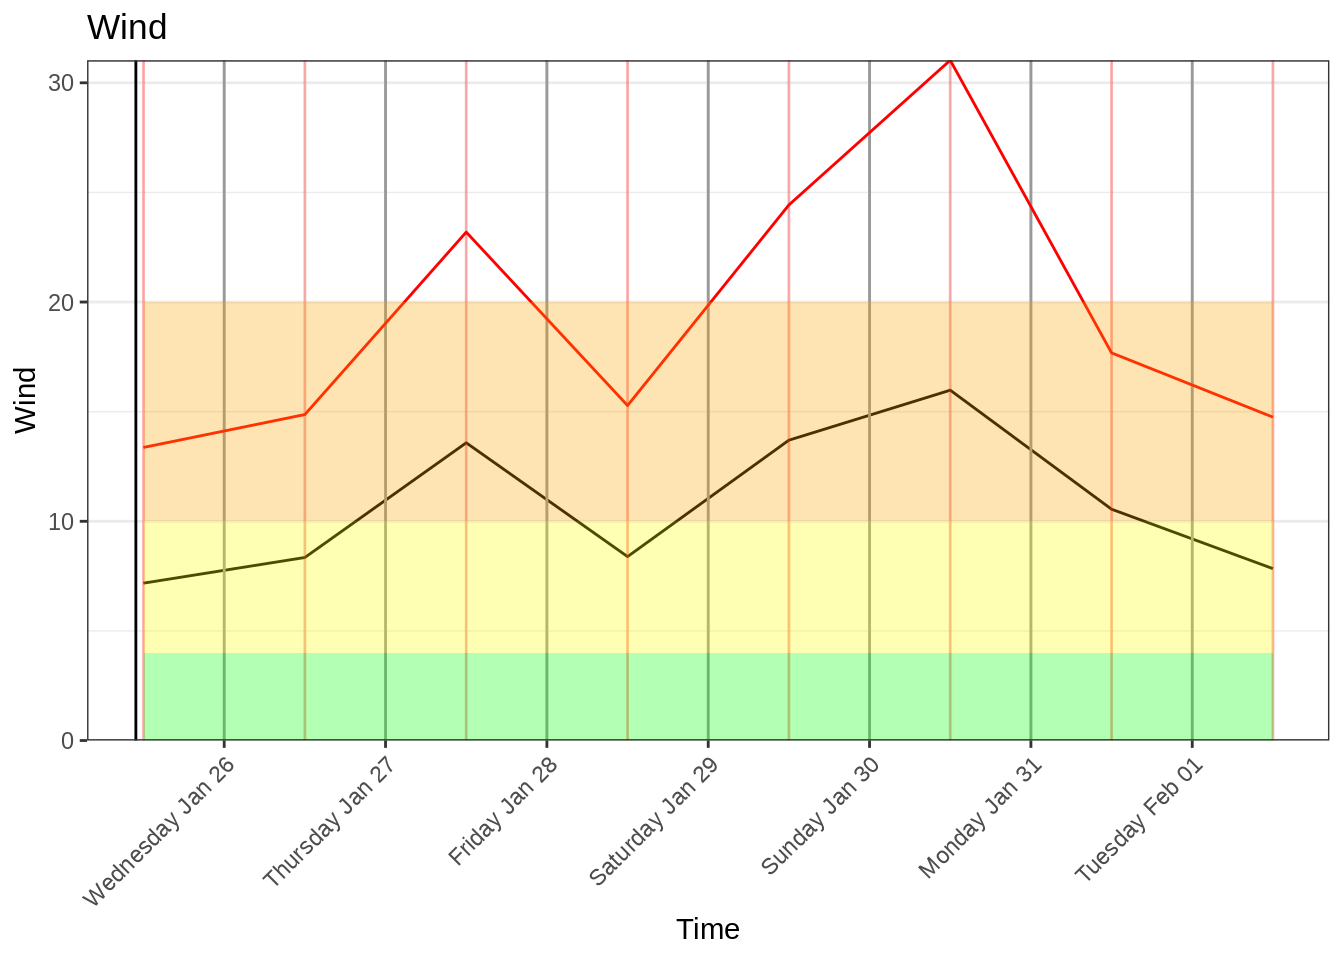 Wind
Wind
30
20
10
0
Wednesday Jan 26
Thursday Jan 27
Friday Jan 28
Saturday Jan 29
Sunday Jan 30
Monday Jan 31
Tuesday Feb 01
Time